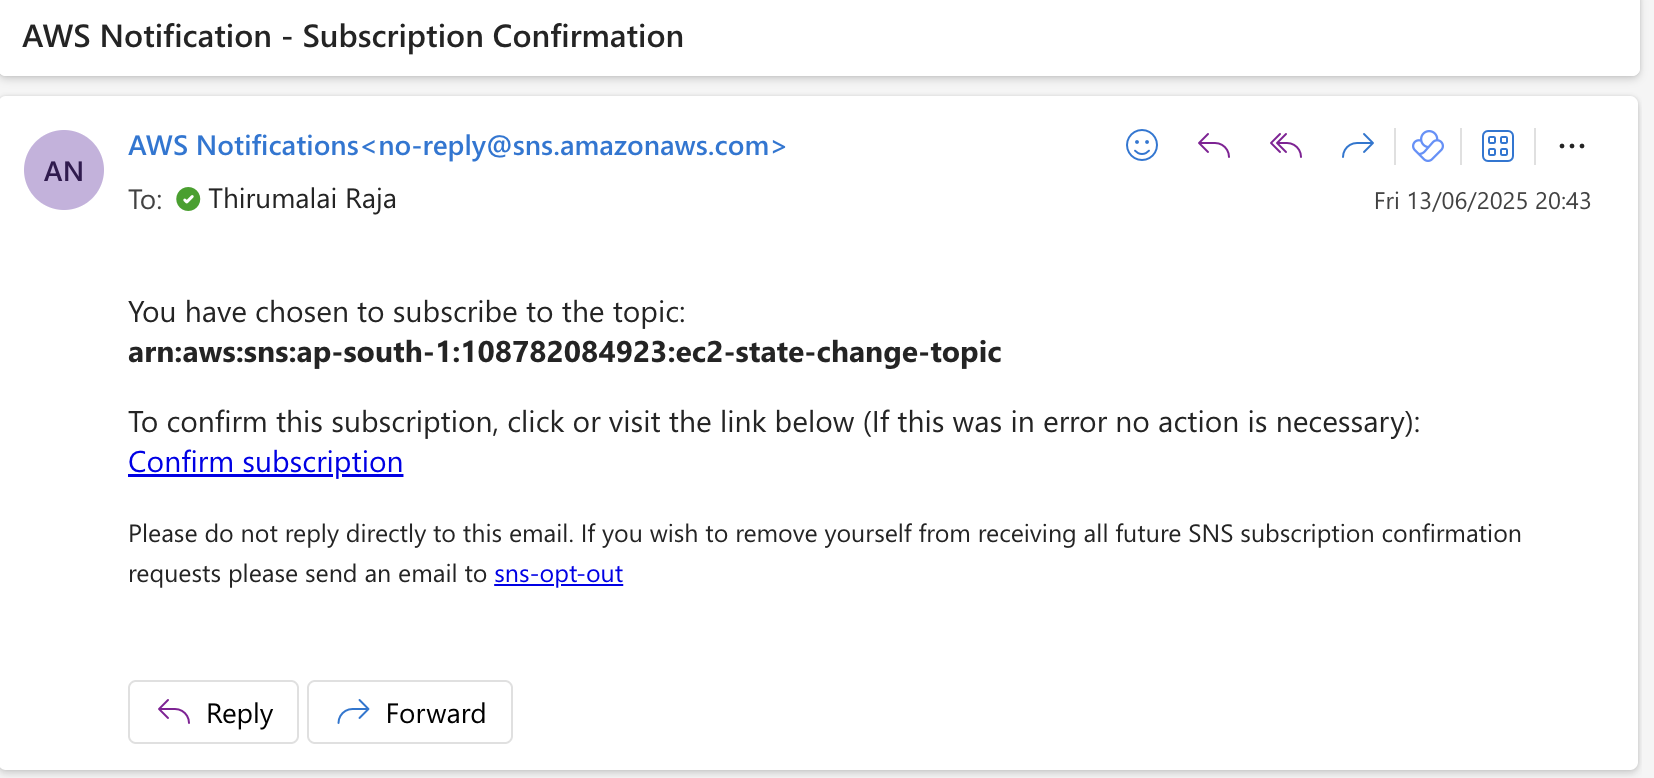 AWS Notification - Subscription Confirmation
AN
AWS Notifications<no-reply@sns.amazonaws.com>
To: Thirumalai Raja
Fri 13/06/2025 20:43
You have chosen to subscribe to the topic:
arn:aws:sns:ap-south-1:108782084923:ec2-state-change-topic
To confirm this subscription, click or visit the link below (If this was in error no action is necessary):
Confirm subscription
Please do not reply directly to this email. If you wish to remove yourself from receiving all future SNS subscription confirmation
requests please send an email to sns-opt-out
Reply
Forward